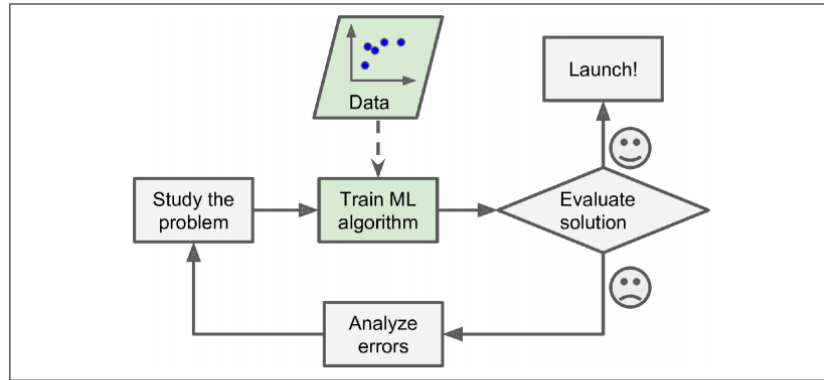 Data
Launch!
Study the
problem
Train ML
algorithm
Evaluate
solution
Analyze
errors